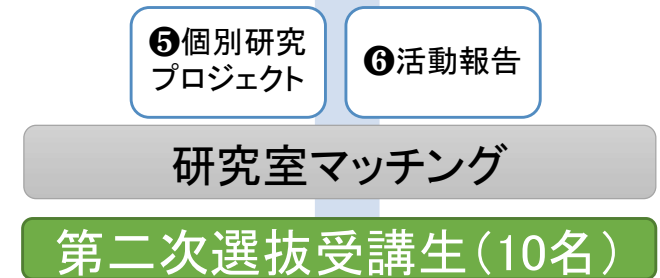 ❺個別研究
プロジェクト
❻活動報告
研究室マッチング
第二次選抜受講生(10名)